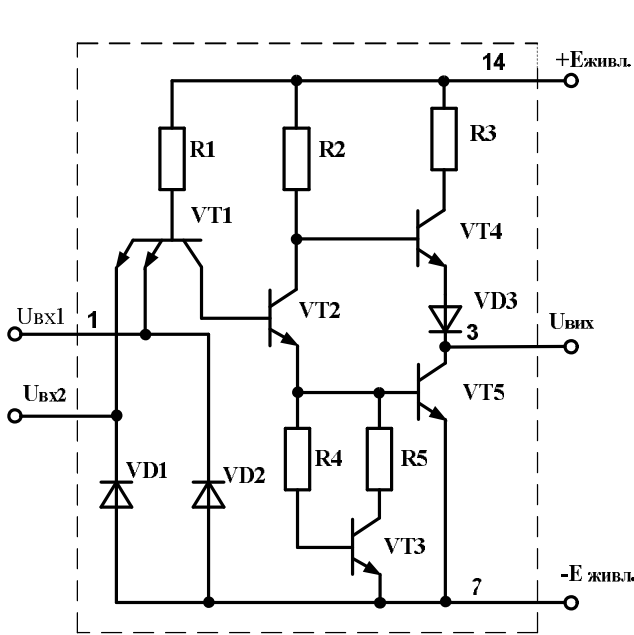 14
+Eживл.
R1
R2
R3
VT1
VT4
VD3
VT2
Uвх1
1
3
Uвих
Uвх2
VT5
R4
R5
VD1
VD2
VT3
7
-E живл.